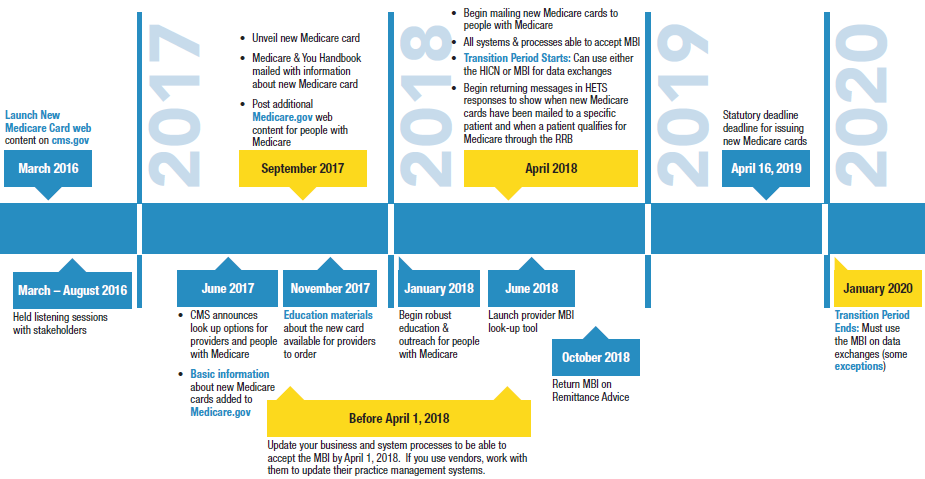 2017
2018
2019
2020
Launch New
Medicare Card web
content on cms.gov
March 2016
• Unveil new Medicare card
• Medicare & You Handbook
mailed with information
about new Medicare card
• Post additional
Medicare.gov web
content for people with
Medicare
September 2017
• Begin mailing new Medicare cards to
people with Medicare
• All systems & processes able to accept MBI
• Transition Period Starts: Can use either
the HICN or MBI for data exchanges
• Begin returning messages in HETS
responses to show when new Medicare
cards have been mailed to a specific
patient and when a patient qualifies for
Medicare through the RRB
April 2018
Statutory deadline
deadline for issuing
new Medicare cards
April 16, 2019
March – August 2016
Held listening sessions
with stakeholders
June 2017
• CMS announces
look up options for
providers and people
with Medicare
• Basic information
about new Medicare
cards added to
Medicare.gov
November 2017
Education materials
about the new card
available for providers
to order
January 2018
Begin robust
education &
outreach for people
with Medicare
June 2018
Launch provider MBI
look-up tool
October 2018
Return MBI on
Remittance Advice
January 2020
Transition Period
Ends: Must use
the MBI on data
exchanges (some
exceptions)
Before April 1, 2018
Update your business and system processes to be able to
accept the MBI by April 1, 2018.  If you use vendors, work with
them to update their practice management systems.